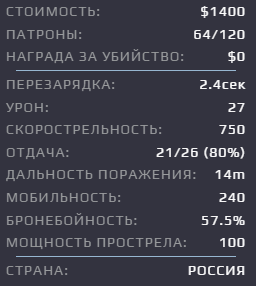 СТОИМОСТЬ: $1400
ПАТРОНЫ: 64/120
НАГРАДА ЗА УБИЙСТВО: $0
ПЕРЕЗАРЯДКА: 2.4сек
УРОН: 27
СКОРОСТРЕЛЬНОСТЬ: 750
ОТДАЧА: 21/26 (80%)
ДАЛЬНОСТЬ ПОРАЖЕНИЯ: 14m
МОБИЛЬНОСТЬ: 240
БРОНЕБОЙНОСТЬ: 57.5%
МОЩНОСТЬ ПРОСТРЕЛА: 100
СТРАНА: РОССИЯ